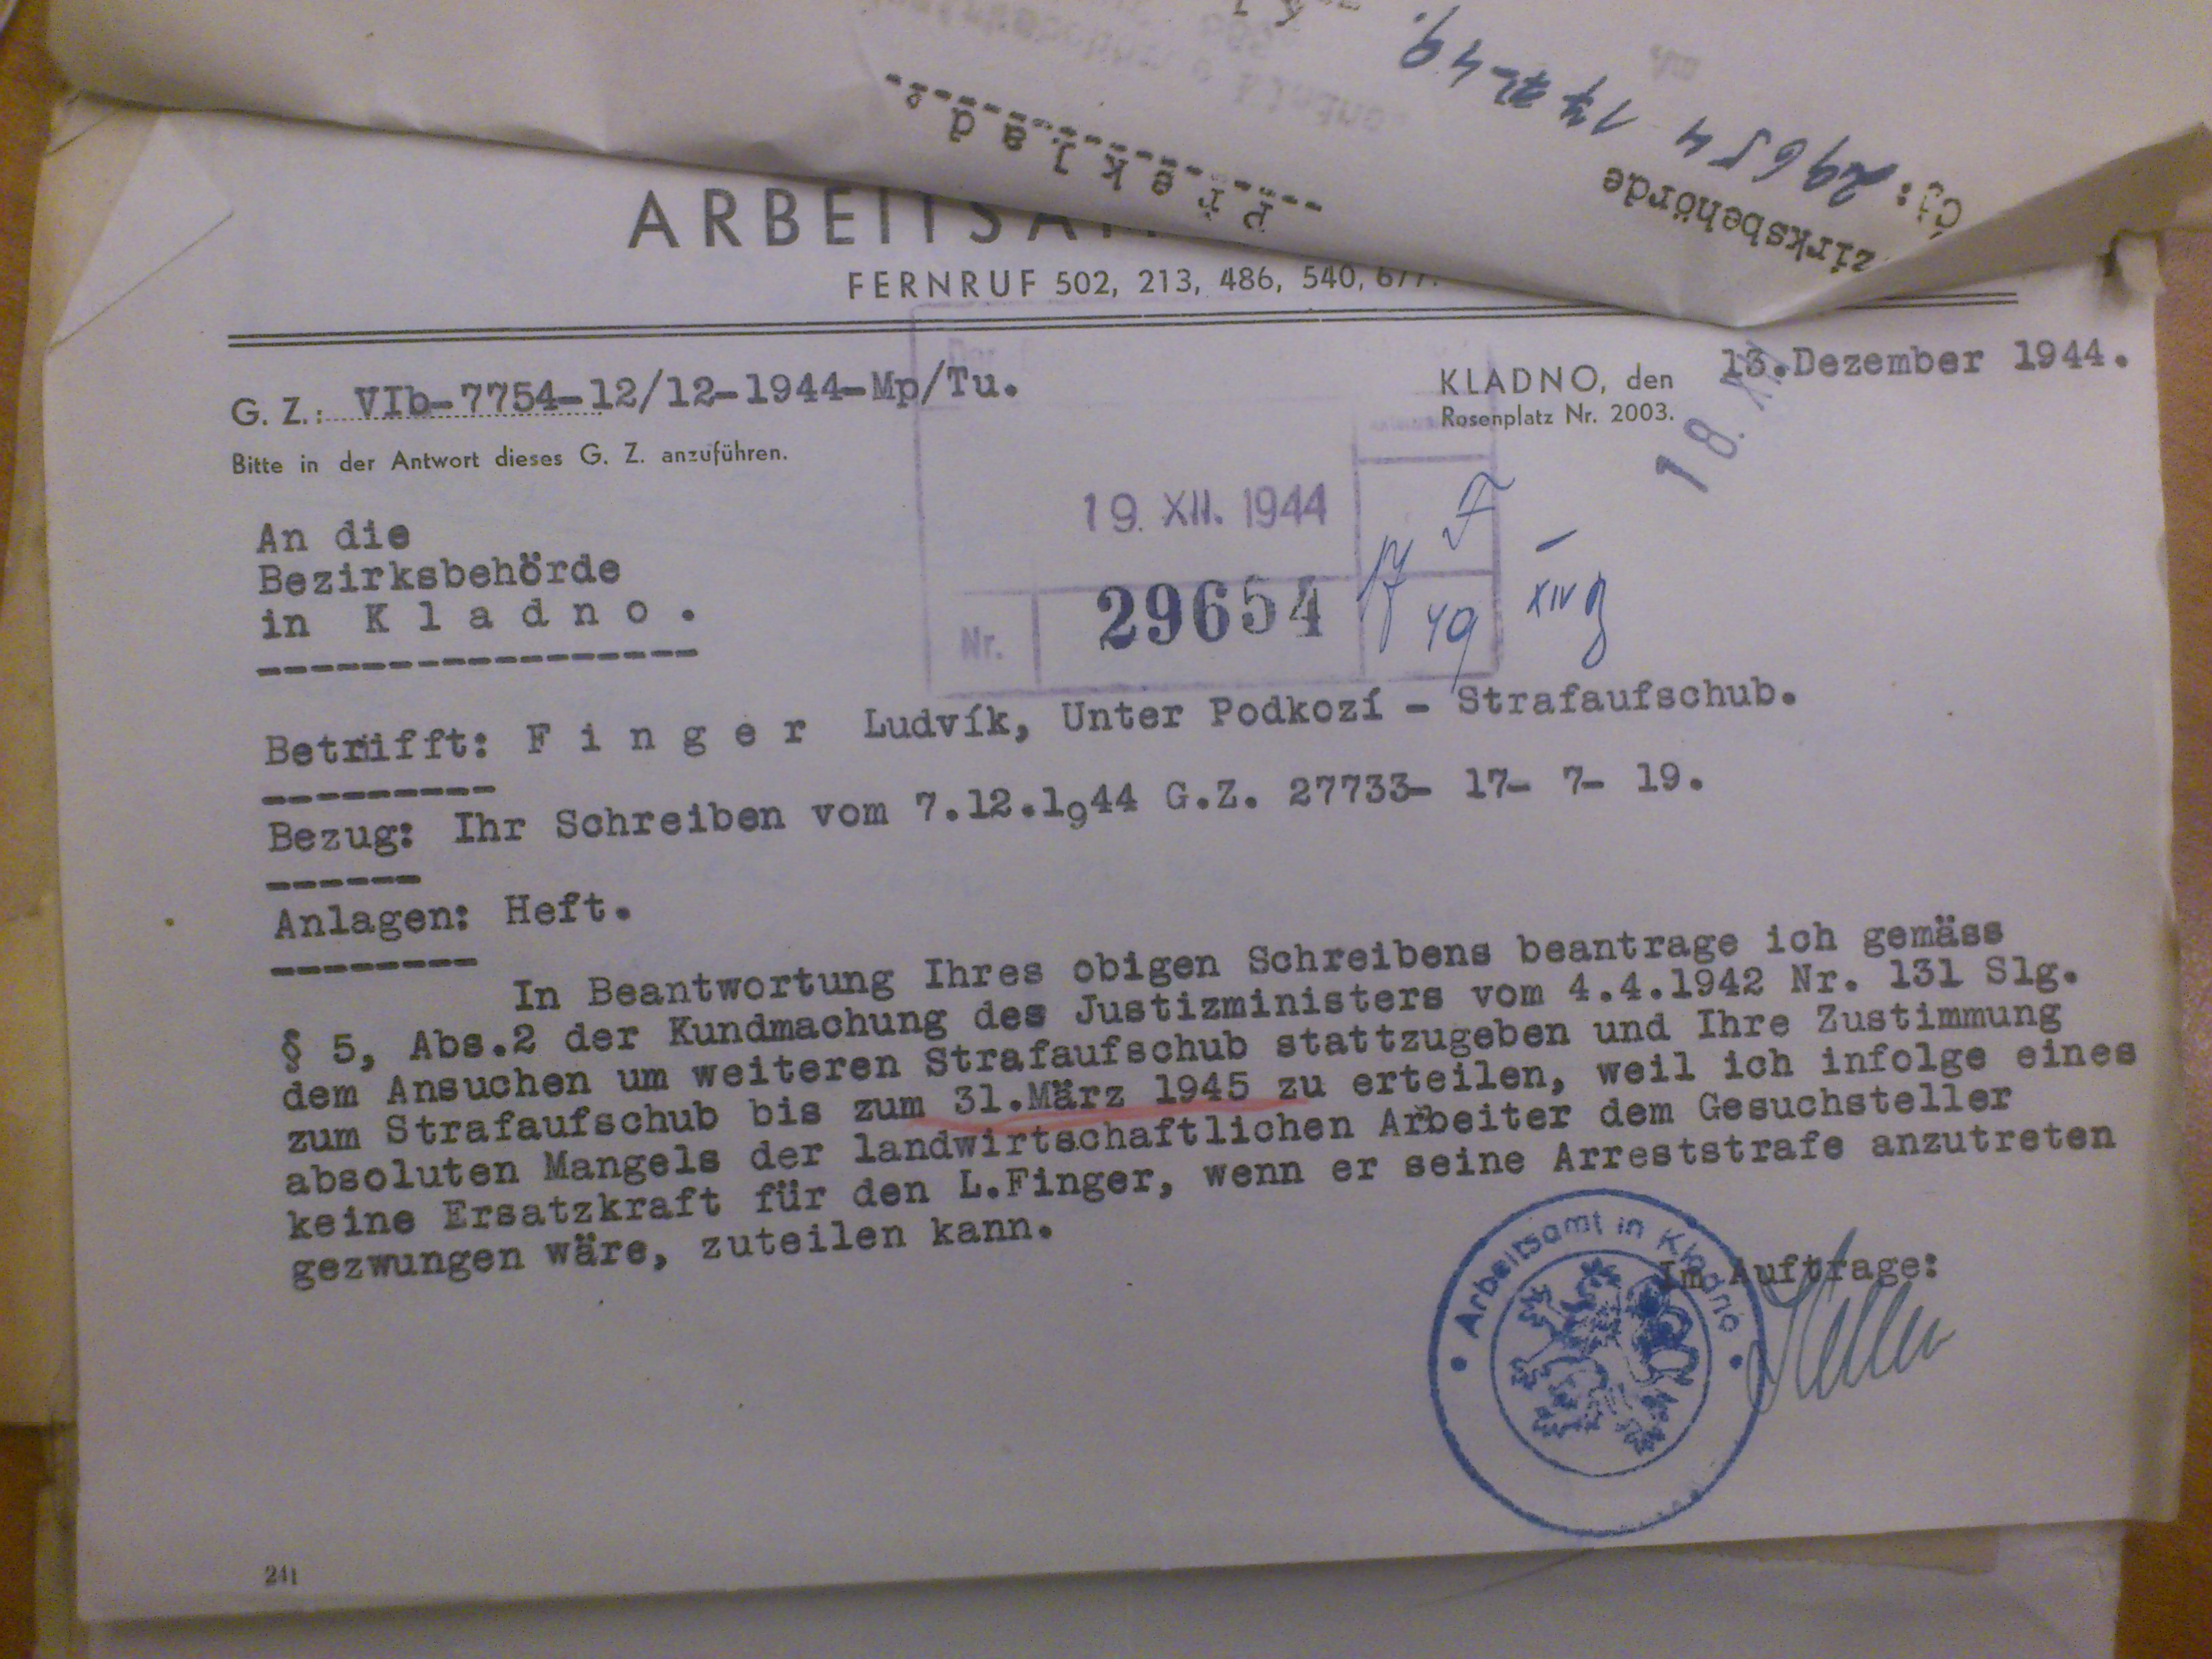 Překlad.
zirksbehörde
Čj: 29654 17-7-49.
ARBEITSA
FERNRUF 502, 213, 486, 540, 677.
G. Z.: VIb-7754-12/12-1944-Mp/Tu.
KLADNO, den 13.Dezember 1944.
Bitte in der Antwort dieses G. Z. anzuführen.
Rosenplatz Nr. 2003.
18. XII
19. XII. 1944
Nr. 29654
17 7
49 XIV
An die
Bezirksbehörde
in K l a d n o .
Betrifft: F i n g e r Ludvík, Unter Podkozí - Strafaufschub.
Bezug: Ihr Schreiben vom 7.12.1944 G.Z. 27733- 17- 7- 19.
Anlagen: Heft.
In Beantwortung Ihres obigen Schreibens beantrage ich gemäss
§ 5, Abs.2 der Kundmachung des Justizministers vom 4.4.1942 Nr. 131 Slg.
dem Ansuchen um weiteren Strafaufschub stattzugeben und Ihre Zustimmung
zum Strafaufschub bis zum 31.März 1945 zu erteilen, weil ich infolge eines
absoluten Mangels der landwirtschaftlichen Arbeiter dem Gesuchsteller
keine Ersatzkraft für den L.Finger, wenn er seine Arreststrafe anzutreten
gezwungen wäre, zuteilen kann.
Im Auftrage:
Arbeitsamt in Kladno
241